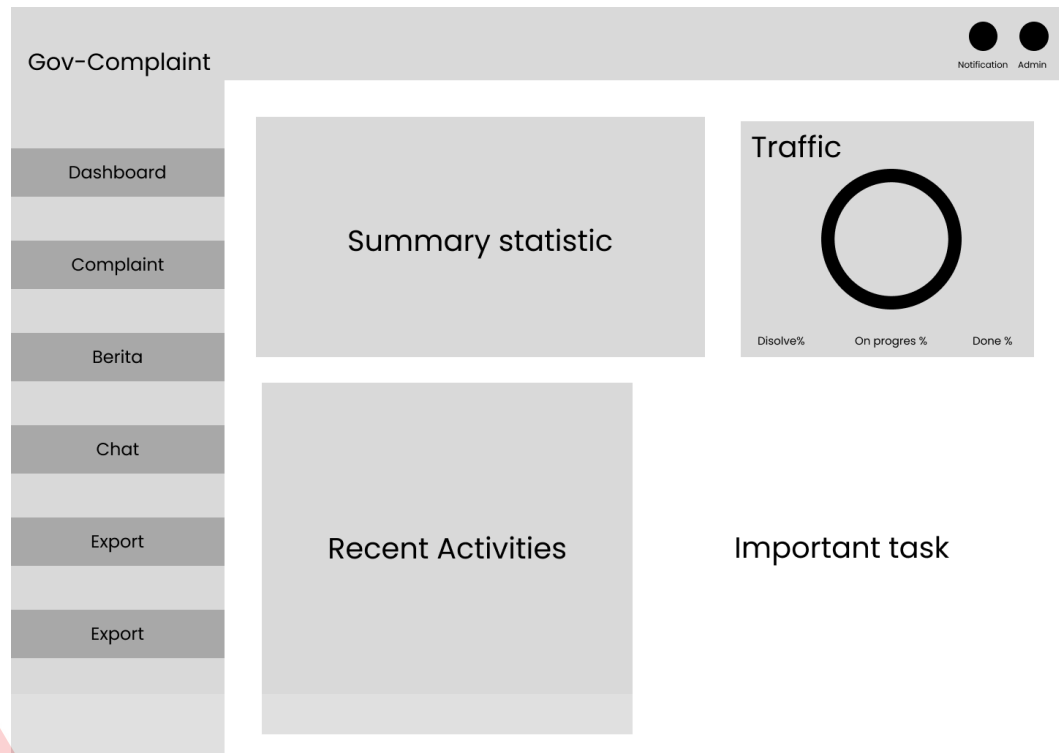 Gov-Complaint
Notification Admin
Dashboard
Complaint
Berita
Chat
Export
Export
Summary statistic
Traffic
Disolve% On progres % Done %
Recent Activities
Important task